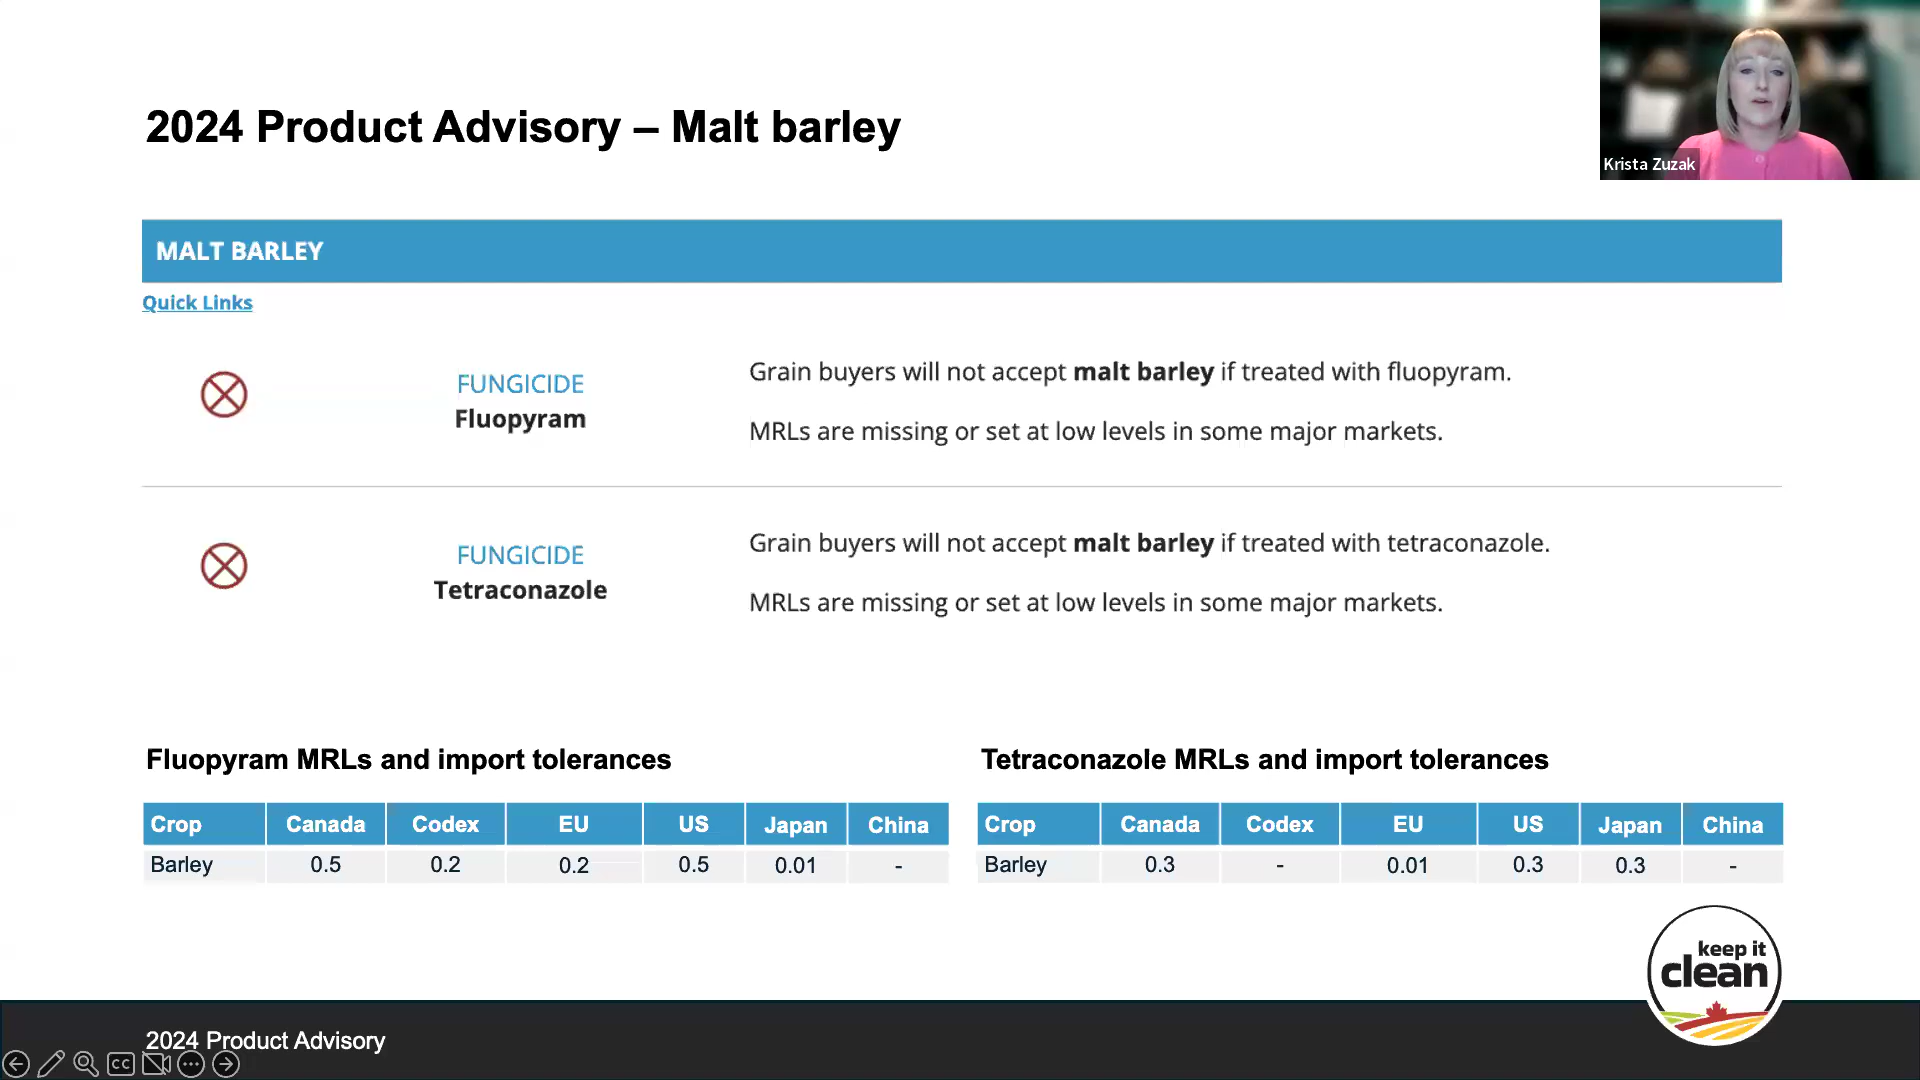 Krista Zuzak
2024 Product Advisory – Malt barley
MALT BARLEY
Quick Links
FUNGICIDE
Fluopyram
Grain buyers will not accept malt barley if treated with fluopyram.
MRLs are missing or set at low levels in some major markets.
FUNGICIDE
Tetraconazole
Grain buyers will not accept malt barley if treated with tetraconazole.
MRLs are missing or set at low levels in some major markets.
Fluopyram MRLs and import tolerances
Crop Canada Codex EU US Japan China
Barley 0.5 0.2 0.2 0.5 0.01 -
Tetraconazole MRLs and import tolerances
Crop Canada Codex EU US Japan China
Barley 0.3 - 0.01 0.3 0.3 -
keep it
clean
2024 Product Advisory
CC